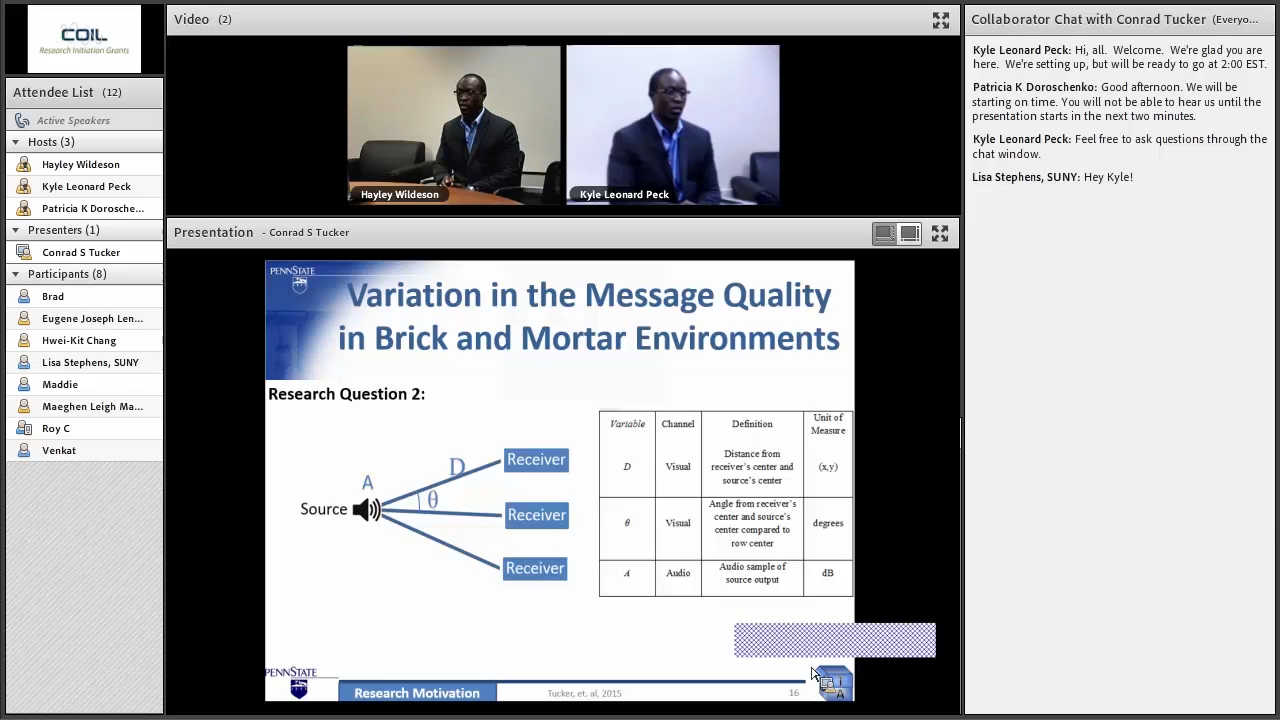 COIL
Research Initiation Grants
Attendee List (12)
Active Speakers
Hosts (3)
Hayley Wildeson
Kyle Leonard Peck
Patricia K Dorosche...
Presenters (1)
Conrad S Tucker
Participants (8)
Brad
Eugene Joseph Len...
Hwei-Kit Chang
Lisa Stephens, SUNY
Maddie
Maeghen Leigh Ma...
Roy C
Venkat
Video (2)
Hayley Wildeson
Kyle Leonard Peck
Presentation - Conrad S Tucker
PENNSTATE
Variation in the Message Quality
in Brick and Mortar Environments
Research Question 2:
Source
A
D
θ
Receiver
Receiver
Receiver
Variable
Channel
Definition
Unit of
Measure
D
Visual
Distance from
receiver's center and
source's center
(x,y)
θ
Visual
Angle from receiver's
center and source's
center compared to
row center
degrees
A
Audio
Audio sample of
source output
dB
PENNSTATE
Research Motivation
Tucker, et. al, 2015
16
Collaborator Chat with Conrad Tucker (Everyo...
Kyle Leonard Peck: Hi, all. Welcome. We're glad you are
here. We're setting up, but will be ready to go at 2:00 EST.
Patricia K Doroschenko: Good afternoon. We will be
starting on time. You will not be able to hear us until the
presentation starts in the next two minutes.
Kyle Leonard Peck: Feel free to ask questions through the
chat window.
Lisa Stephens, SUNY: Hey Kyle!